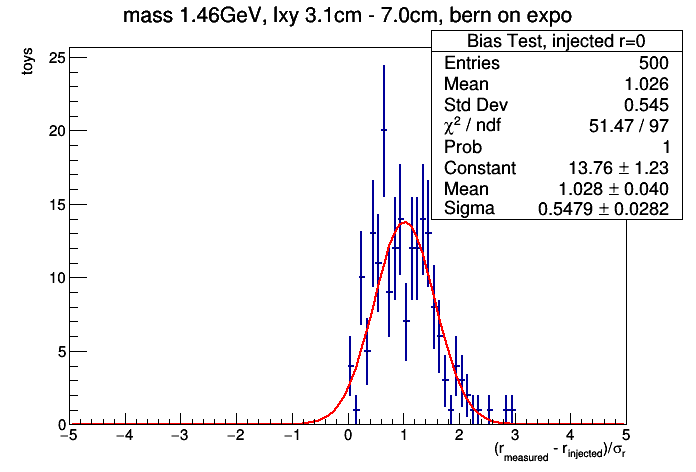 mass 1.46GeV, lxy 3.1cm - 7.0cm, bern on expo
Bias Test, injected r=0
Entries 500
Mean 1.026
Std Dev 0.545
χ² / ndf 51.47 / 97
Prob 1
Constant 13.76 ± 1.23
Mean 1.028 ± 0.040
Sigma 0.5479 ± 0.0282
toys
25
20
15
10
5
0
−5 −4 −3 −2 −1 0 1 2 3 4 5
(r_measured - r_injected)/σ_r